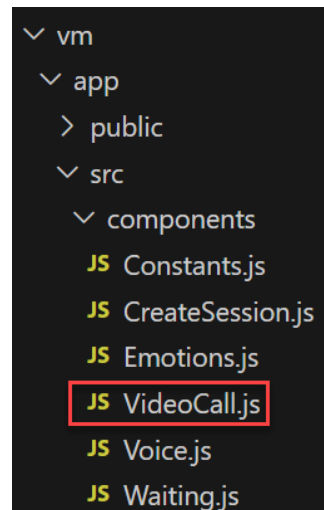 vm
app
public
src
components
JS Constants.js
JS CreateSession.js
JS Emotions.js
JS VideoCall.js
JS Voice.js
JS Waiting.js